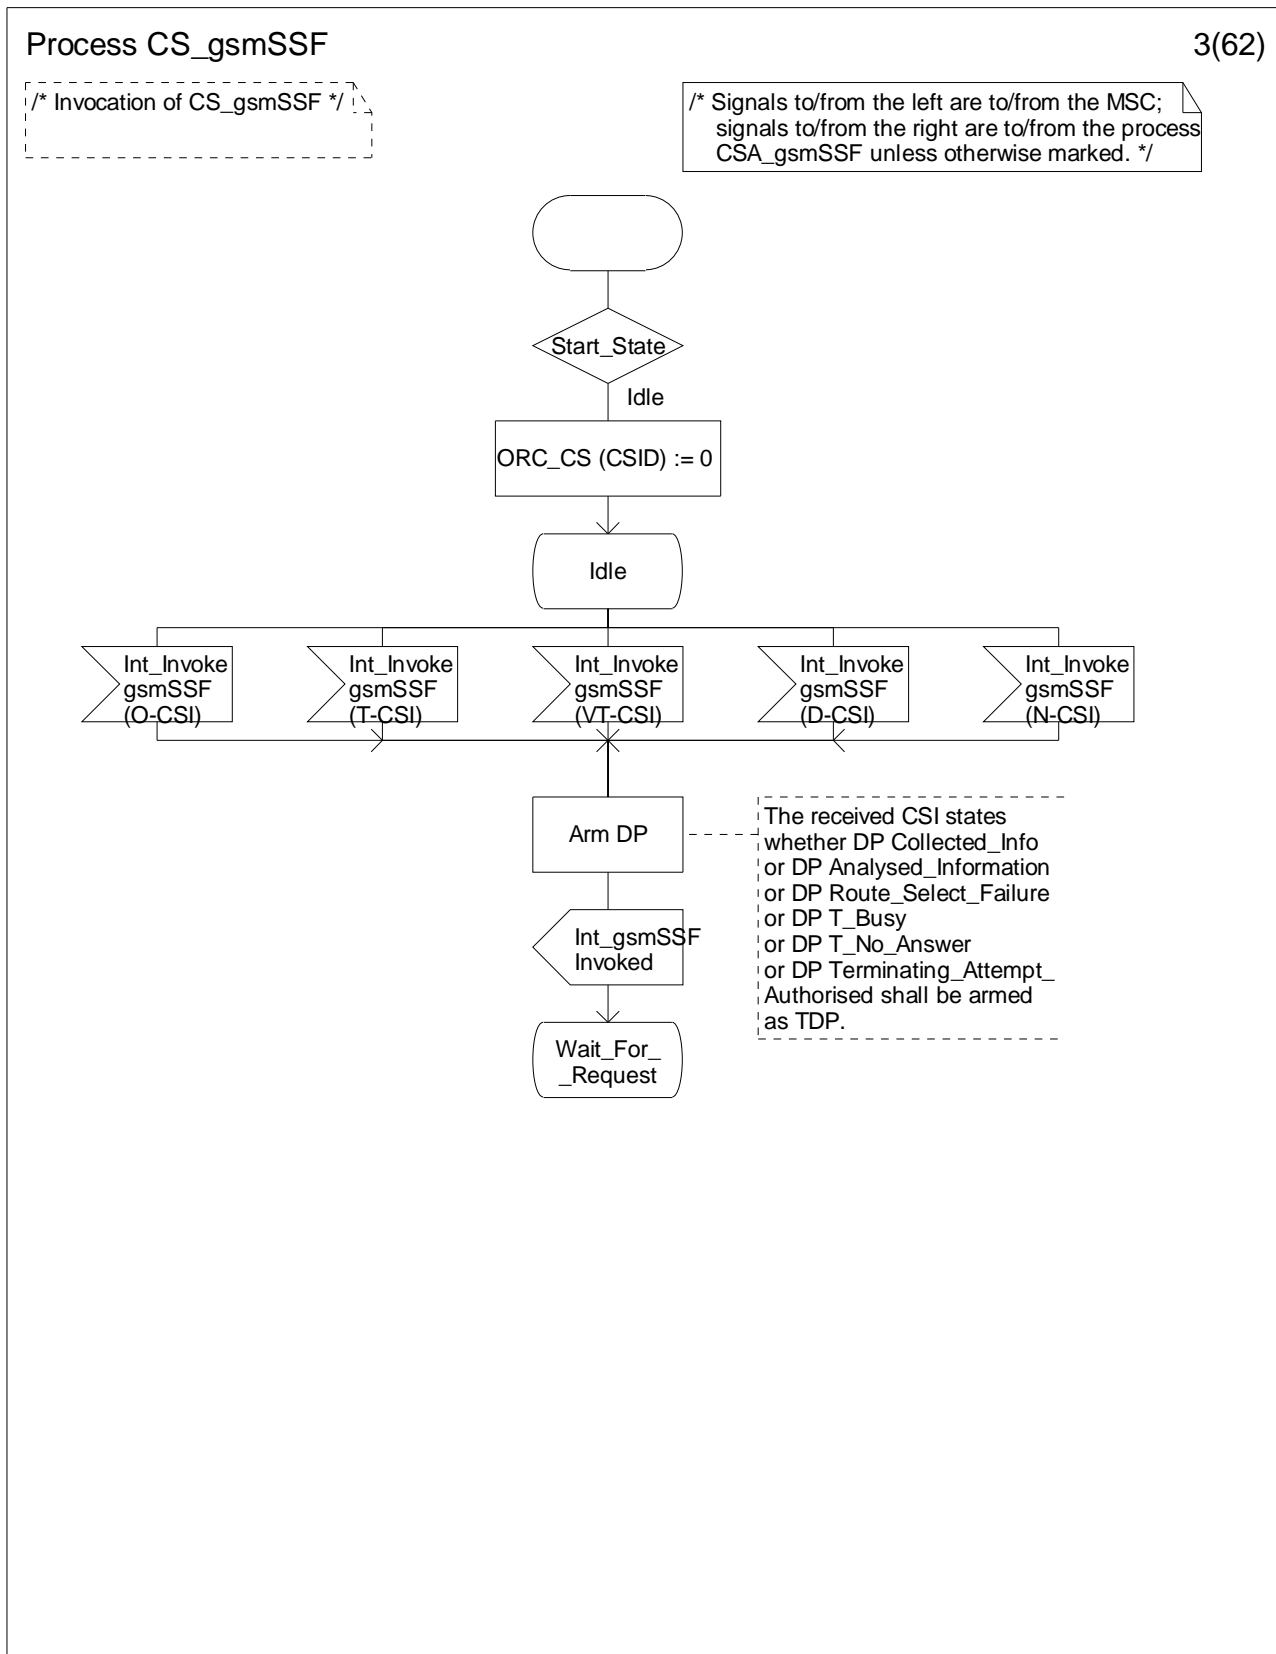 Process CS_gsmSSF
3(62)
/* Invocation of CS_gsmSSF */
/* Signals to/from the left are to/from the MSC;
signals to/from the right are to/from the process
CSA_gsmSSF unless otherwise marked. */
Start_State
Idle
ORC_CS (CSID) := 0
Idle
Int_Invoke
gsmSSF
(O-CSI)
Int_Invoke
gsmSSF
(T-CSI)
Int_Invoke
gsmSSF
(VT-CSI)
Int_Invoke
gsmSSF
(D-CSI)
Int_Invoke
gsmSSF
(N-CSI)
Arm DP
The received CSI states
whether DP Collected_Info
or DP Analysed_Information
or DP Route_Select_Failure
or DP T_Busy
or DP T_No_Answer
or DP Terminating_Attempt_
Authorised shall be armed
as TDP.
Int_gsmSSF
Invoked
Wait_For_
_Request